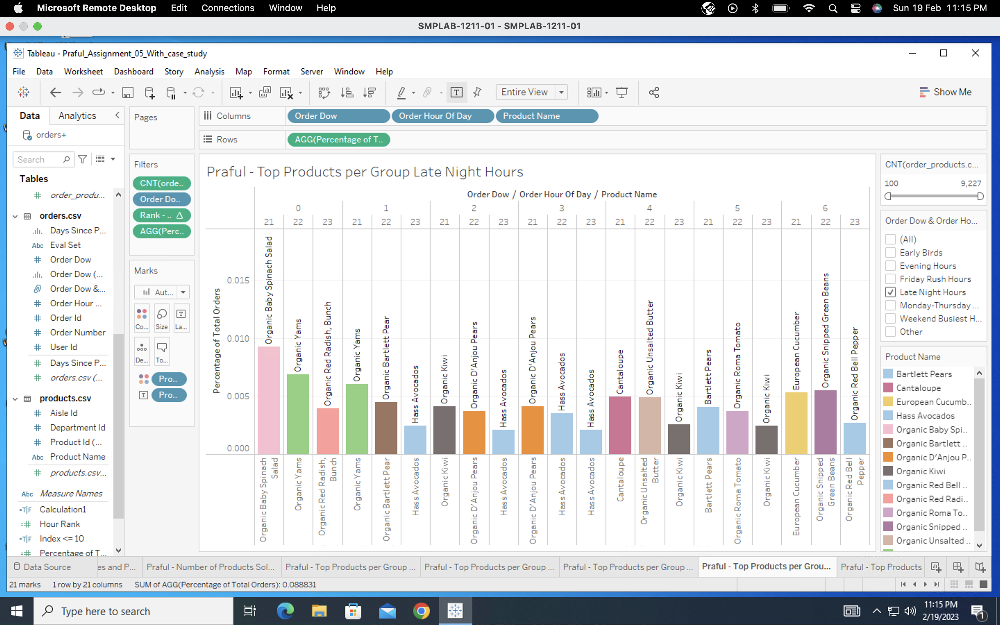 Microsoft Remote Desktop Edit Connections Window Help Sun 19 Feb 11:15 PM
SMPLAB-1211-01 - SMPLAB-1211-01
Tableau - Praful_Assignment_05_With_case_study
File Data Worksheet Dashboard Story Analysis Map Format Server Window Help
Entire View Show Me
Data Analytics
orders+
Search
Tables
order_produ...
orders.csv
Days Since P...
Abc Eval Set
Order Dow
Order Dow (...
Order Dow &...
Order Hour ...
Order Id
Order Number
User Id
Days Since P...
orders.csv (...
products.csv
Aisle Id
Department Id
Product Id (...
Abc Product Name
products.csv...
Abc Measure Names
=T|F Calculation1
Hour Rank
=T|F Index <= 10
Percentage of T...
Pages
Filters
CNT(orde..
Order Do..
Rank - ..
AGG(Perc..
Marks
Aut...
Co... Size La...
De... To...
Pro..
Pro..
Columns Order Dow Order Hour Of Day Product Name
Rows AGG(Percentage of T..
Praful - Top Products per Group Late Night Hours
Order Dow / Order Hour Of Day / Product Name
0 1 2 3 4 5 6
21 22 23 21 22 23 21 22 23 21 22 23 21 22 23 21 22 23 21 22 23
Percentage of Total Orders
0.015
0.010
0.005
0.000
Organic Baby Spinach Salad
Organic Yams
Organic Red Radish, Bunch
Organic Yams
Organic Bartlett Pear
Hass Avocados
Organic Kiwi
Organic D'Anjou Pears
Hass Avocados
Organic D'Anjou Pears
Hass Avocados
Hass Avocados
Cantaloupe
Organic Unsalted Butter
Organic Kiwi
Bartlett Pears
Organic Roma Tomato
Organic Kiwi
European Cucumber
Organic Snipped Green Beans
Organic Red Bell Pepper
Organic Baby Spinach
Salad
Organic Yams
Organic Red Radish,
Bunch
Organic Yams
Organic Bartlett Pear
Hass Avocados
Organic Kiwi
Organic D'Anjou Pears
Hass Avocados
Organic D'Anjou Pears
Hass Avocados
Hass Avocados
Cantaloupe
Organic Unsalted
Butter
Organic Kiwi
Bartlett Pears
Organic Roma Tomato
Organic Kiwi
European Cucumber
Organic Snipped
Green Beans
Organic Red Bell
Pepper
CNT(order_products.c...
100 9,227
Order Dow & Order Ho...
(All)
Early Birds
Evening Hours
Friday Rush Hours
Late Night Hours
Monday-Thursday ...
Weekend Busiest H...
Other
Product Name
Bartlett Pears
Cantaloupe
European Cucumb..
Hass Avocados
Organic Baby Spi..
Organic Bartlett ..
Organic D'Anjou P..
Organic Kiwi
Organic Red Bell ..
Organic Red Radi..
Organic Roma To..
Organic Snipped ..
Organic Unsalted ..
Data Source es and P... Praful - Number of Products Sol... Praful - Top Products per Group ... Praful - Top Products per Group ... Praful - Top Products per Group ... Praful - Top Products per Grou... Praful - Top Products
21 marks 1 row by 21 columns SUM of AGG(Percentage of Total Orders): 0.088831
Type here to search
11:15 PM
2/19/2023
1